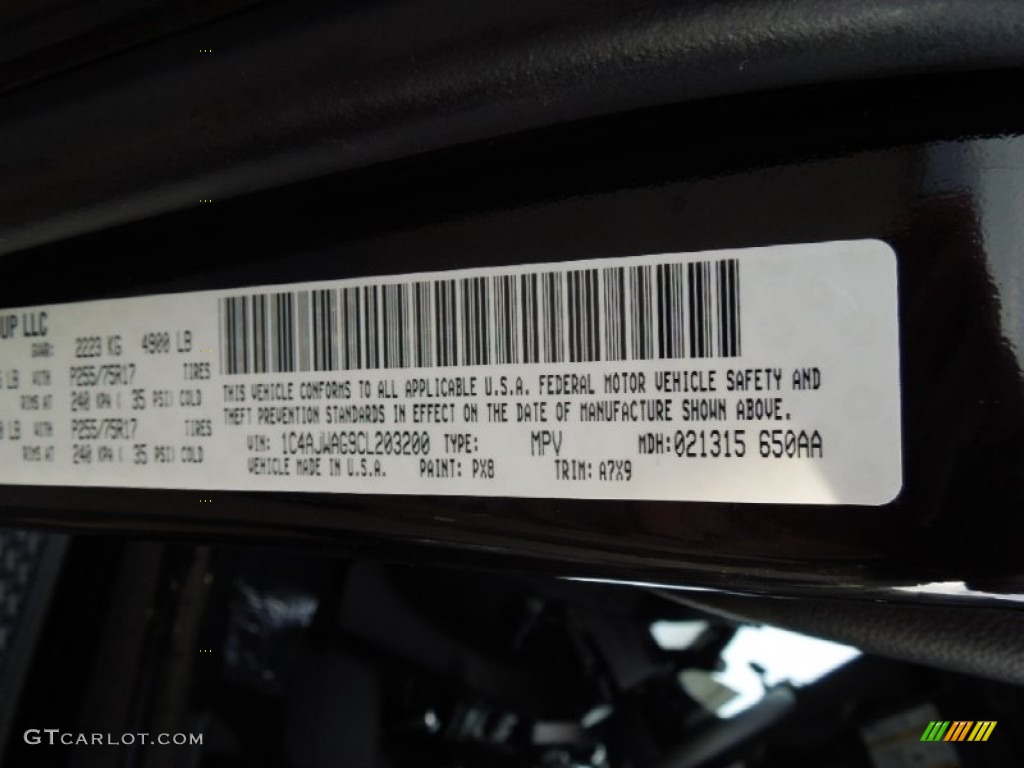 UP LLC
GAWR: 2223 KG 4900 LB
LB WITH P255/75R17 TIRES
RIMS AT 240 KPA ( 35 PSI) COLD
LB WITH P255/75R17 TIRES
RIMS AT 240 KPA ( 35 PSI) COLD
THIS VEHICLE CONFORMS TO ALL APPLICABLE U.S.A. FEDERAL MOTOR VEHICLE SAFETY AND
THEFT PREVENTION STANDARDS IN EFFECT ON THE DATE OF MANUFACTURE SHOWN ABOVE.
VIN: 1C4AJWAG9CL203200 TYPE: MPV MDH:021315 650AA
VEHICLE MADE IN U.S.A. PAINT: PX8 TRIM: A7X9
GTCARLOT.COM